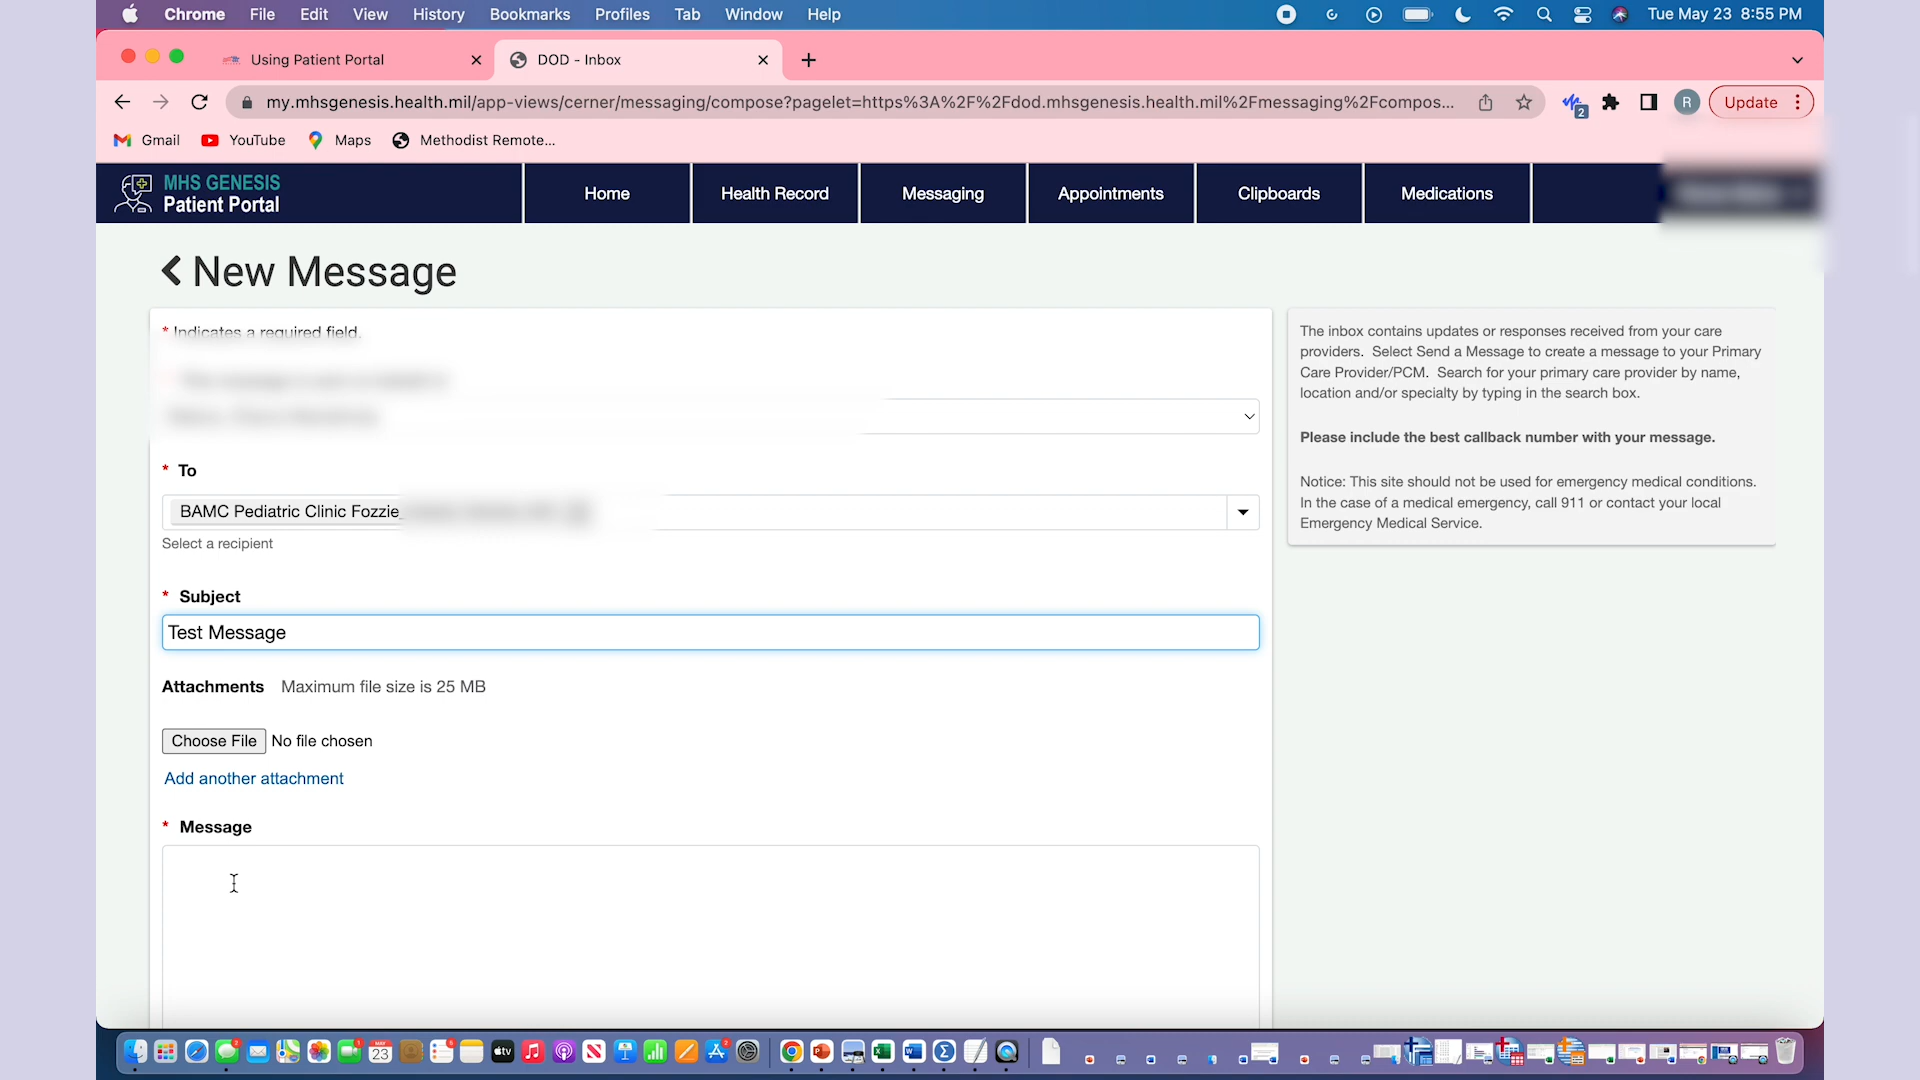 Chrome File Edit View History Bookmarks Profiles Tab Window Help Tue May 23 8:55 PM
Using Patient Portal DOD - Inbox
my.mhsgenesis.health.mil/app-views/cerner/messaging/compose?pagelet=https%3A%2F%2Fdod.mhsgenesis.health.mil%2Fmessaging%2Fcompos... 2 R Update
Gmail YouTube Maps Methodist Remote...
MHS GENESIS
Patient Portal
Home Health Record Messaging Appointments Clipboards Medications
New Message
* Indicates a required field.
* To
BAMC Pediatric Clinic Fozzie
Select a recipient
* Subject
Test Message
Attachments Maximum file size is 25 MB
Choose File No file chosen
Add another attachment
* Message
The inbox contains updates or responses received from your care
providers. Select Send a Message to create a message to your Primary
Care Provider/PCM. Search for your primary care provider by name,
location and/or specialty by typing in the search box.
Please include the best callback number with your message.
Notice: This site should not be used for emergency medical conditions.
In the case of a medical emergency, call 911 or contact your local
Emergency Medical Service.
MAY
23
tv